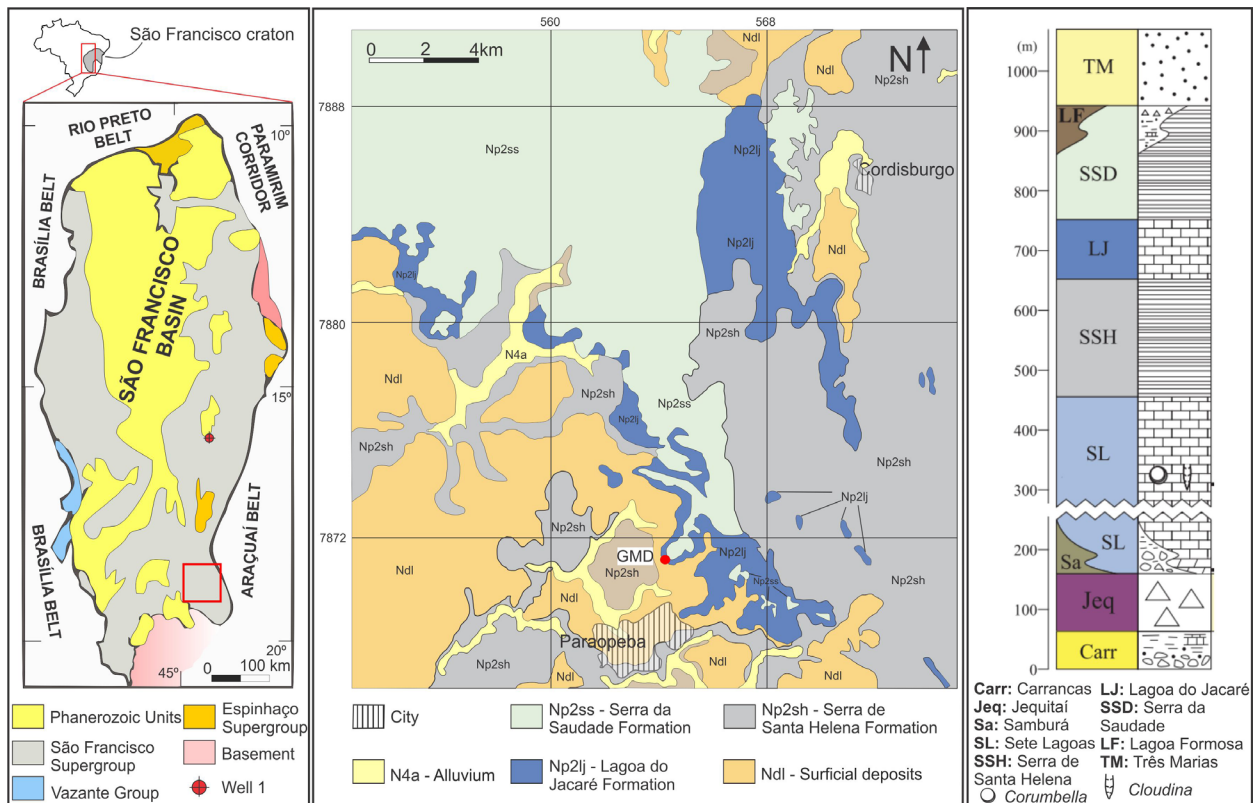 São Francisco craton
RIO PRETO
BELT
PARAMIRIM
CORRIDOR
10º
BRASÍLIA BELT
SÃO FRANCISCO
BASIN
15º
BRASÍLIA BELT
ARAÇUAÍ BELT
20º
45º
0 100 km
Phanerozoic Units
São Francisco
Supergroup
Vazante Group
Espinhaço
Supergroup
Basement
Well 1
560
568
0 2 4km
N
Ndl
Ndl
Np2sh
7888
Np2ss
Np2lj
Cordisburgo
Np2lj
Ndl
Np2lj
7880
N4a
Np2sh
Ndl
Np2sh
Np2ss
Np2lj
Np2sh
Np2sh
Np2lj
Np2sh
7872
GMD
Np2lj
Ndl
Np2sh
Np2ss
Np2sh
Ndl
Paraopeba
Np2sh
Ndl
Ndl
Ndl
City
Np2ss - Serra da
Saudade Formation
Np2sh - Serra de
Santa Helena Formation
N4a - Alluvium
Np2lj - Lagoa do
Jacaré Formation
Ndl - Surficial deposits
(m)
1000
900
800
700
600
500
400
300
200
100
0
TM
LF
SSD
LJ
SSH
SL
SL
Sa
Jeq
Carr
Carr: Carrancas
Jeq: Jequitaí
Sa: Samburá
SL: Sete Lagoas
SSH: Serra de
Santa Helena
Corumbella
LJ: Lagoa do Jacaré
SSD: Serra da
Saudade
LF: Lagoa Formosa
TM: Três Marias
Cloudina